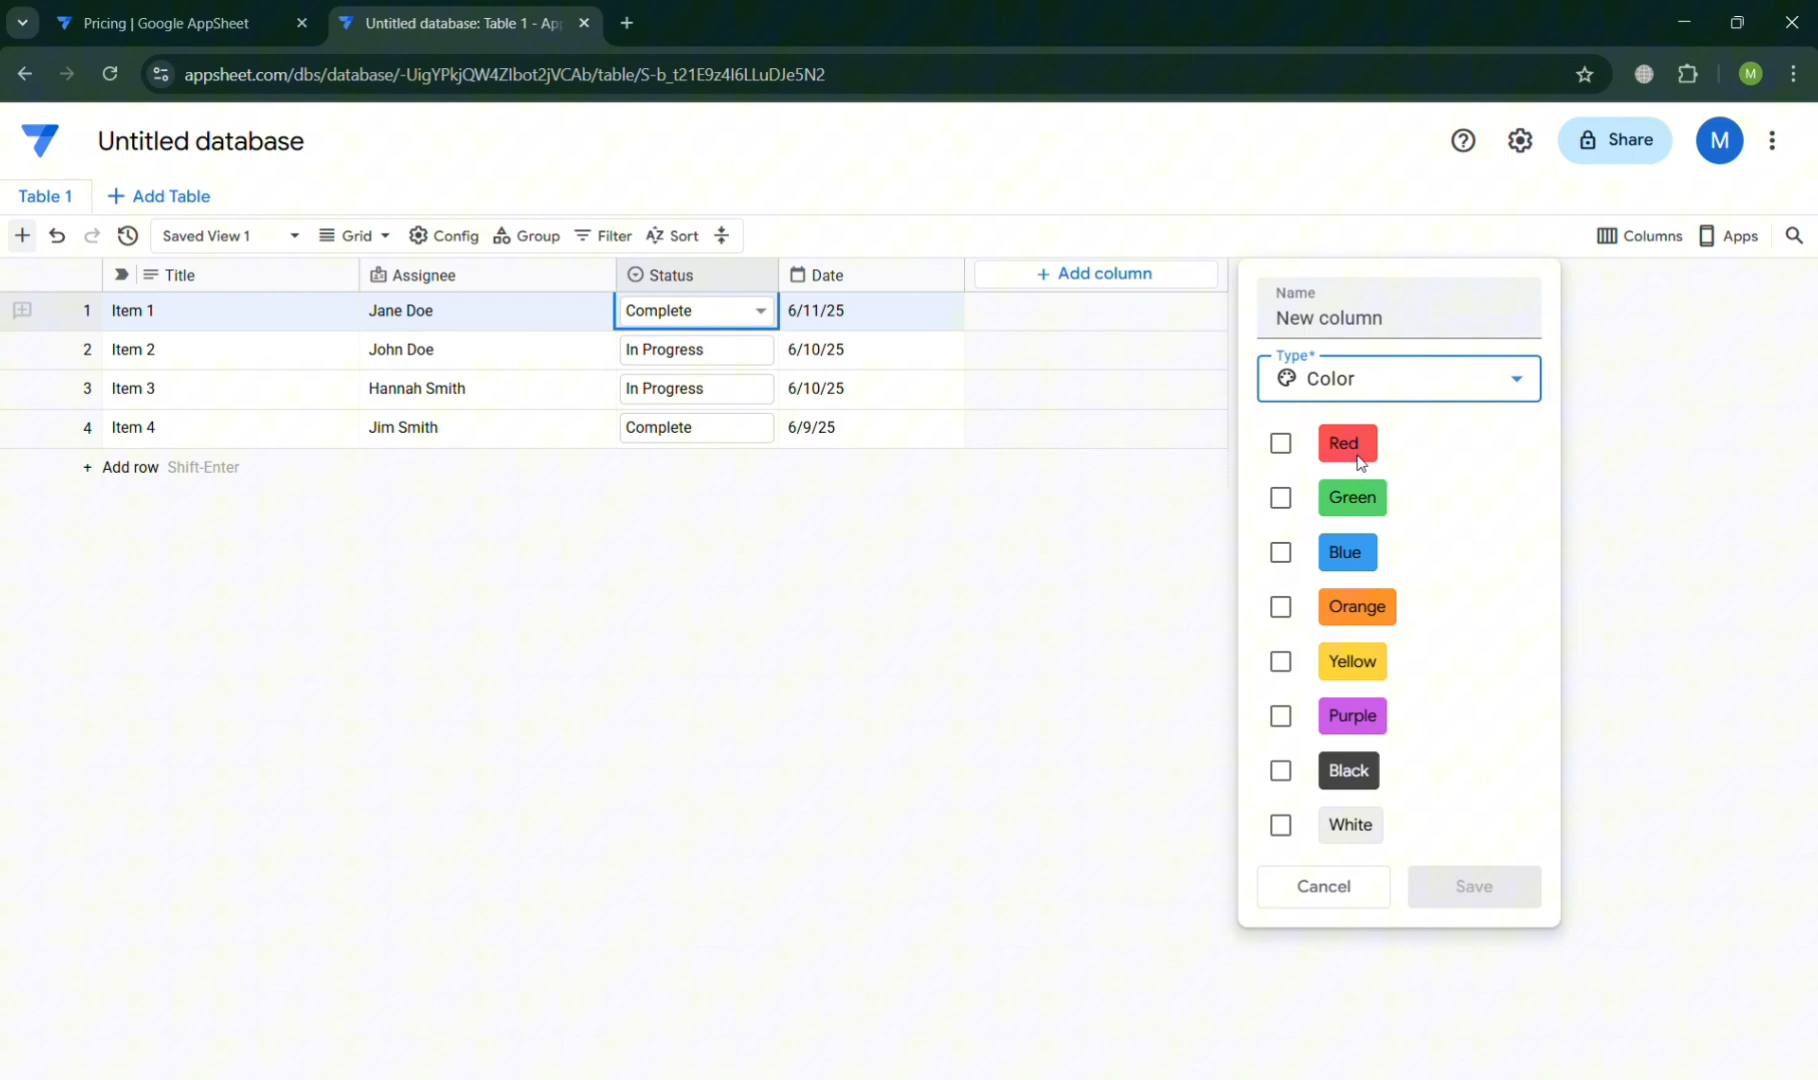 Pricing | Google AppSheet
Untitled database: Table 1 - Ap
appsheet.com/dbs/database/-UigYPkjQW4ZIbot2jVCAb/table/S-b_t21E9z4I6LLuDJe5N2
M
Untitled database
Share
M
Table 1
+ Add Table
Saved View 1
Grid
Config
Group
Filter
Sort
Columns
Apps
Title
Assignee
Status
Date
+ Add column
1 Item 1 Jane Doe Complete 6/11/25
2 Item 2 John Doe In Progress 6/10/25
3 Item 3 Hannah Smith In Progress 6/10/25
4 Item 4 Jim Smith Complete 6/9/25
+ Add row Shift-Enter
Name
New column
Type*
Color
Red
Green
Blue
Orange
Yellow
Purple
Black
White
Cancel
Save